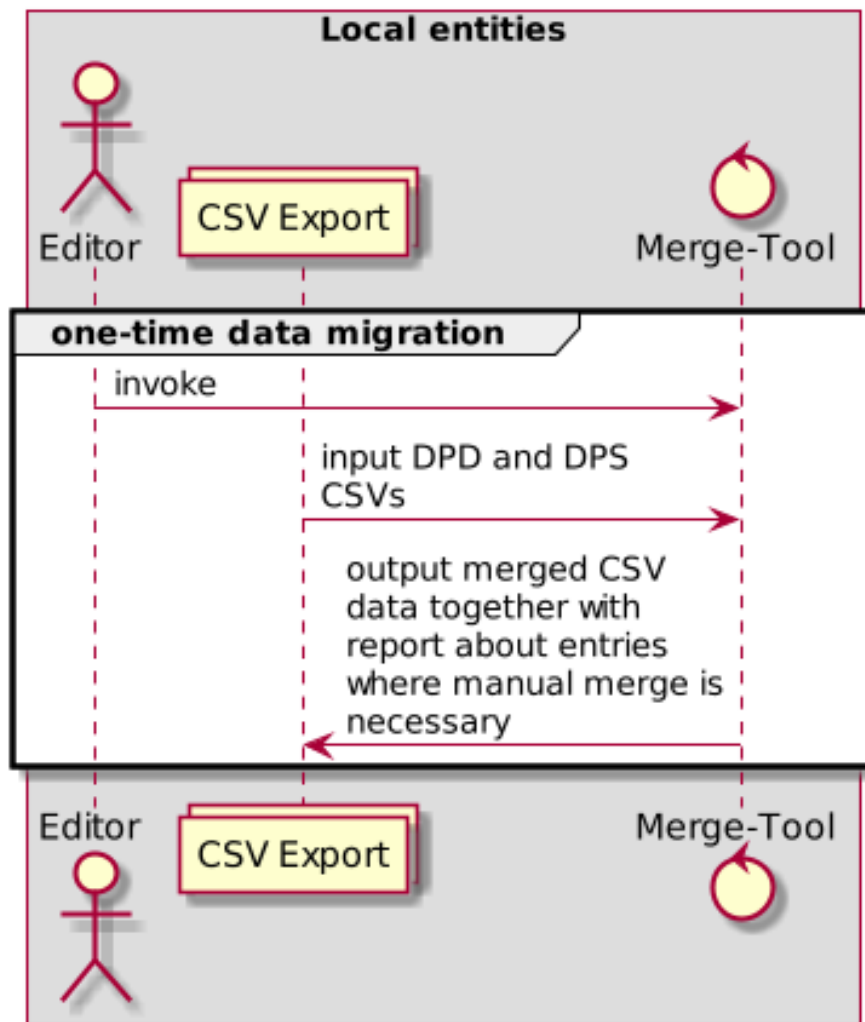 Local entities
Editor
CSV Export
Merge-Tool
one-time data migration
invoke
input DPD and DPS
CSVs
output merged CSV
data together with
report about entries
where manual merge is
necessary
Editor
CSV Export
Merge-Tool